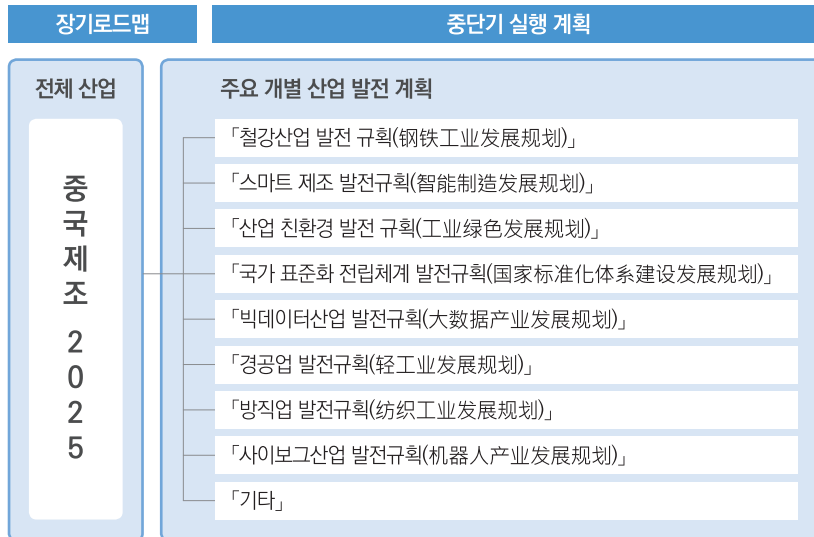 장기로드맵
중단기 실행 계획
전체 산업
중국제조 2025
주요 개별 산업 발전 계획
「철강산업 발전 규획(钢铁工业发展规划)」
「스마트 제조 발전규획(智能制造发展规划)」
「산업 친환경 발전 규획(工业绿色发展规划)」
「국가 표준화 전립체계 발전규획(国家标准化体系建设发展规划)」
「빅데이터산업 발전규획(大数据产业发展规划)」
「경공업 발전규획(轻工业发展规划)」
「방직업 발전규획(纺织工业发展规划)」
「사이보그산업 발전규획(机器人产业发展规划)」
「기타」